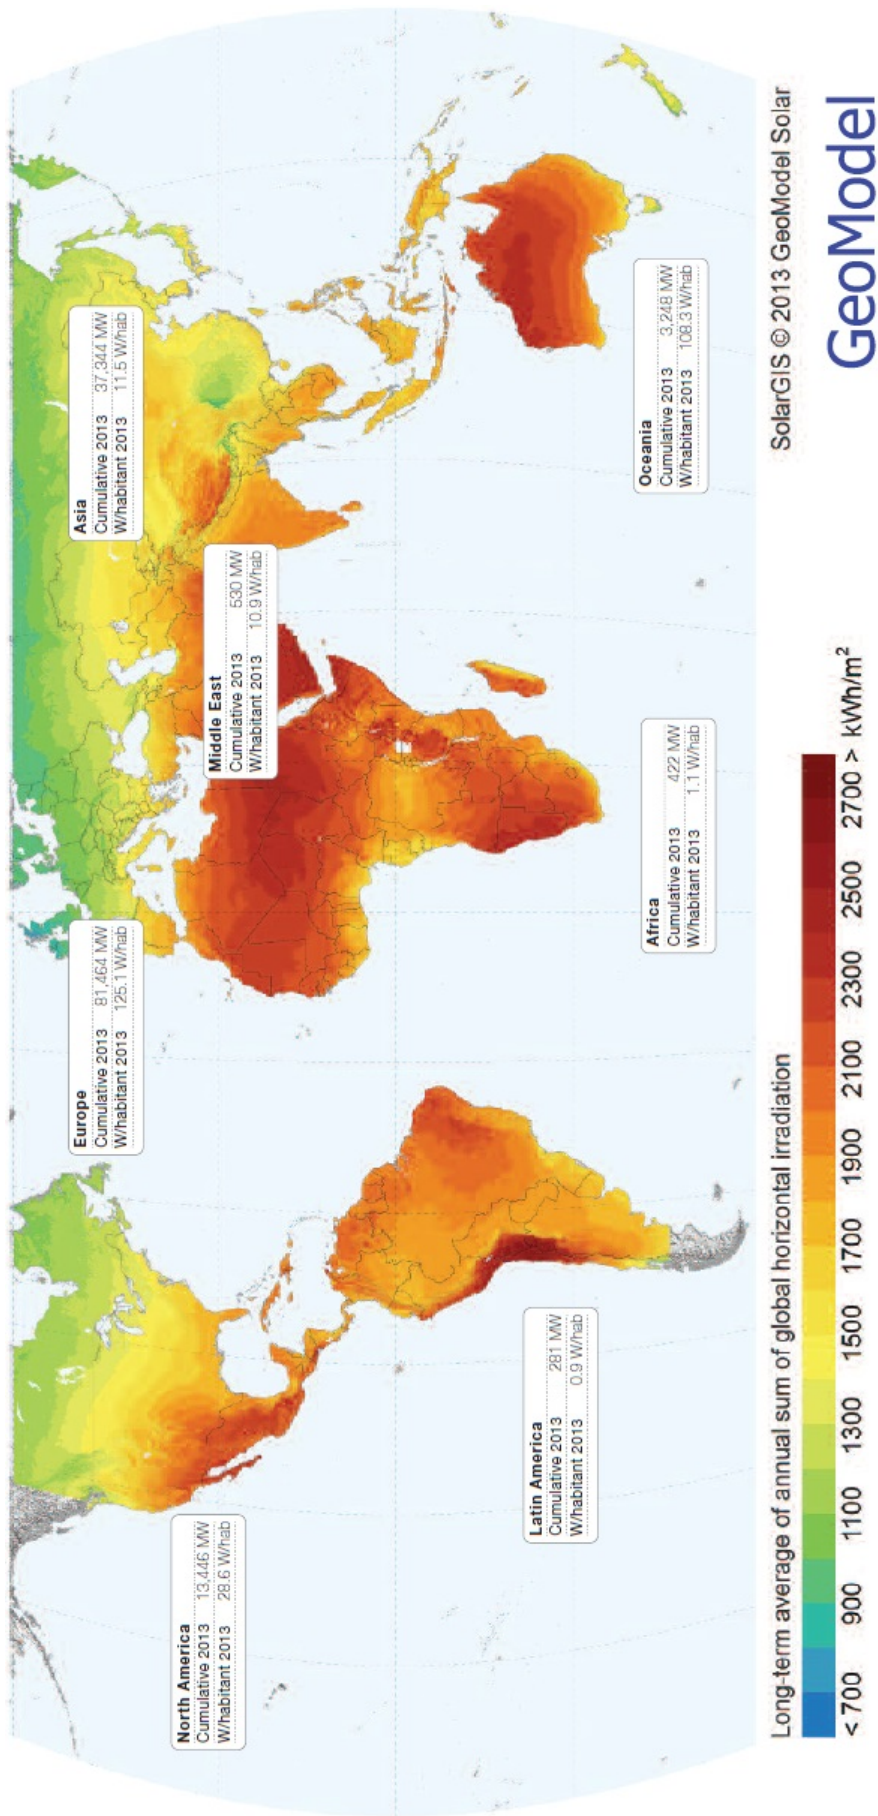 North America
Cumulative 2013 13,446 MW
W/habitant 2013 28.6 W/hab
Europe
Cumulative 2013 81,464 MW
W/habitant 2013 125.1 W/hab
Asia
Cumulative 2013 37,344 MW
W/habitant 2013 11.5 W/hab
Middle East
Cumulative 2013 530 MW
W/habitant 2013 10.9 W/hab
Latin America
Cumulative 2013 281 MW
W/habitant 2013 0.9 W/hab
Africa
Cumulative 2013 422 MW
W/habitant 2013 1.1 W/hab
Oceania
Cumulative 2013 3,248 MW
W/habitant 2013 108.3 W/hab
Long-term average of annual sum of global horizontal irradiation
SolarGIS © 2013 GeoModel Solar
< 700 900 1100 1300 1500 1700 1900 2100 2300 2500 2700 > kWh/m²
GeoModel